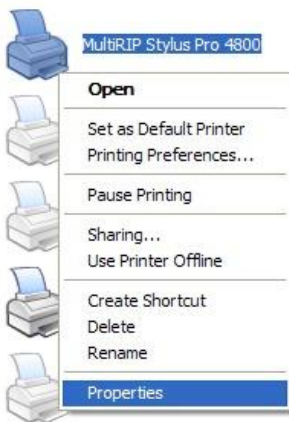 MultiRIP Stylus Pro 4800
Open
Set as Default Printer
Printing Preferences...
Pause Printing
Sharing...
Use Printer Offline
Create Shortcut
Delete
Rename
Properties